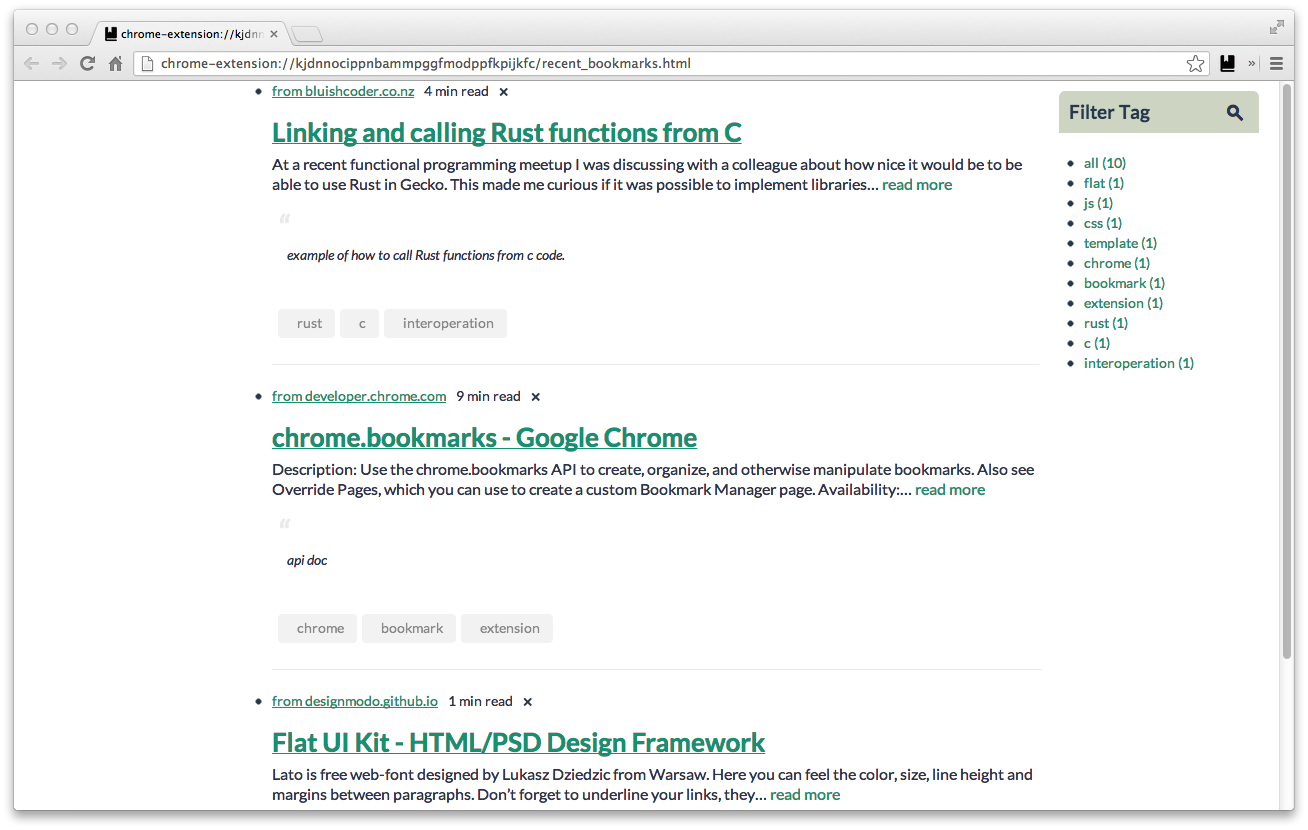 chrome-extension://kjdnn
chrome-extension://kjdnnocippnbammpggfmodppfkpijkfc/recent_bookmarks.html
from bluishcoder.co.nz 4 min read ×
Linking and calling Rust functions from C
At a recent functional programming meetup I was discussing with a colleague about how nice it would be to be
able to use Rust in Gecko. This made me curious if it was possible to implement libraries... read more
“
example of how to call Rust functions from c code.
rust c interoperation
from developer.chrome.com 9 min read ×
chrome.bookmarks - Google Chrome
Description: Use the chrome.bookmarks API to create, organize, and otherwise manipulate bookmarks. Also see
Override Pages, which you can use to create a custom Bookmark Manager page. Availability:... read more
“
api doc
chrome bookmark extension
from designmodo.github.io 1 min read ×
Flat UI Kit - HTML/PSD Design Framework
Lato is free web-font designed by Lukasz Dziedzic from Warsaw. Here you can feel the color, size, line height and
margins between paragraphs. Don’t forget to underline your links, they... read more
Filter Tag
all (10)
flat (1)
js (1)
css (1)
template (1)
chrome (1)
bookmark (1)
extension (1)
rust (1)
c (1)
interoperation (1)